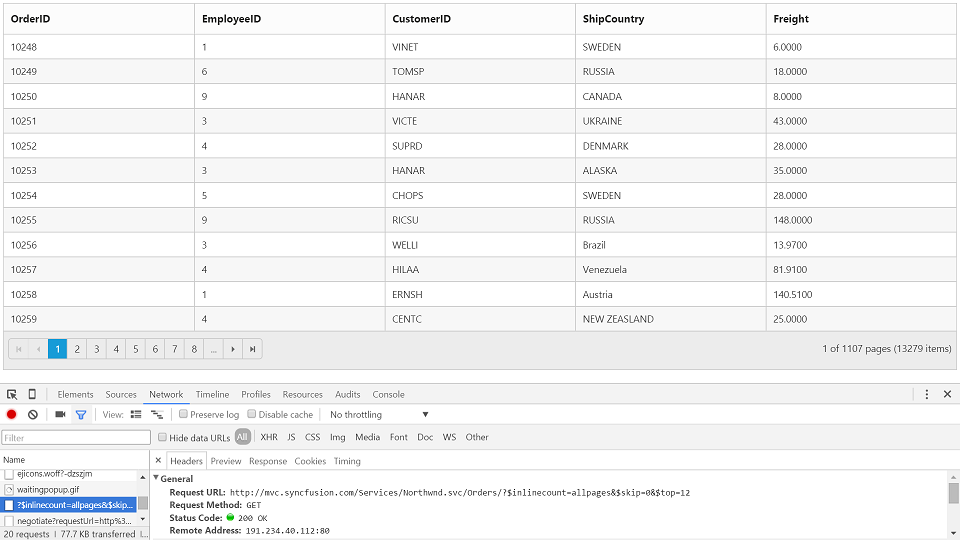 OrderID EmployeeID CustomerID ShipCountry Freight
10248 1 VINET SWEDEN 6.0000
10249 6 TOMSP RUSSIA 18.0000
10250 9 HANAR CANADA 8.0000
10251 3 VICTE UKRAINE 43.0000
10252 4 SUPRD DENMARK 28.0000
10253 3 HANAR ALASKA 35.0000
10254 5 CHOPS SWEDEN 28.0000
10255 9 RICSU RUSSIA 148.0000
10256 3 WELLI Brazil 13.9700
10257 4 HILAA Venezuela 81.9100
10258 1 ERNSH Austria 140.5100
10259 4 CENTC NEW ZEASLAND 25.0000
1 2 3 4 5 6 7 8 ... 1 of 1107 pages (13279 items)
Elements Sources Network Timeline Profiles Resources Audits Console
View: Preserve log Disable cache No throttling
Filter Hide data URLs All XHR JS CSS Img Media Font Doc WS Other
Name Headers Preview Response Cookies Timing
ejicons.woff?-dzszjm General
waitingpopup.gif Request URL: http://mvc.syncfusion.com/Services/Northwnd.svc/Orders/?$inlinecount=allpages&$skip=0&$top=12
?$inlinecount=allpages&$skip... Request Method: GET
negotiate?requestUrl=http%3... Status Code: 200 OK
20 requests | 77.7 KB transferred | ... Remote Address: 191.234.40.112:80